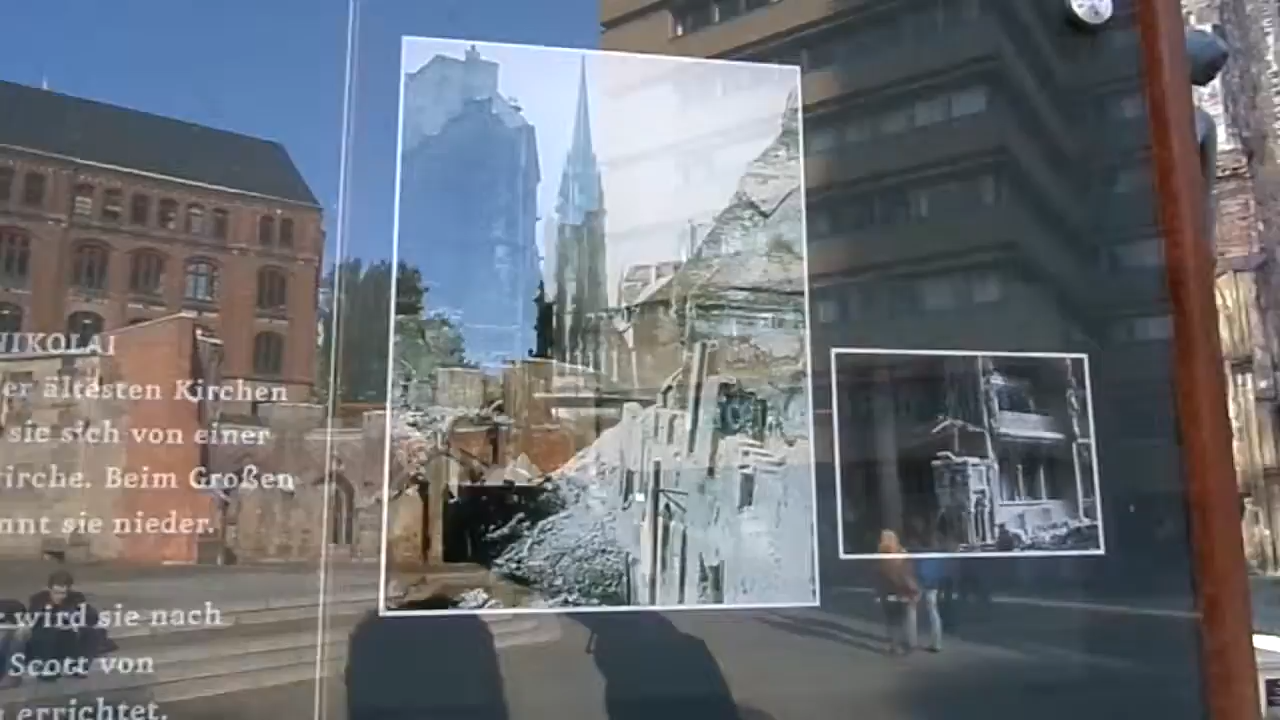 NIKOLAI
er ältesten Kirchen
sie sich von einer
irche. Beim Großen
nnt sie nieder.
wird sie nach
Scott von
errichtet.